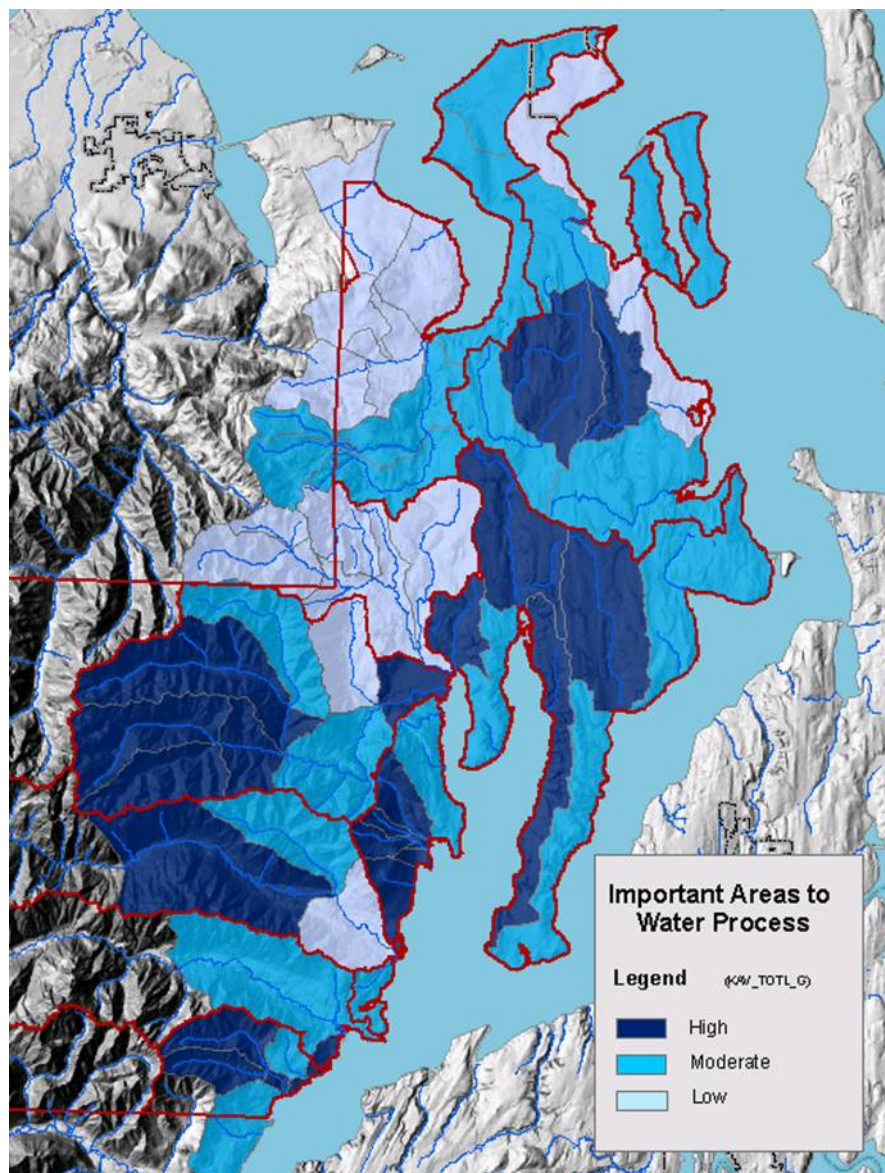 Important Areas to
Water Process
Legend (KAV_TOTL_G)
High
Moderate
Low